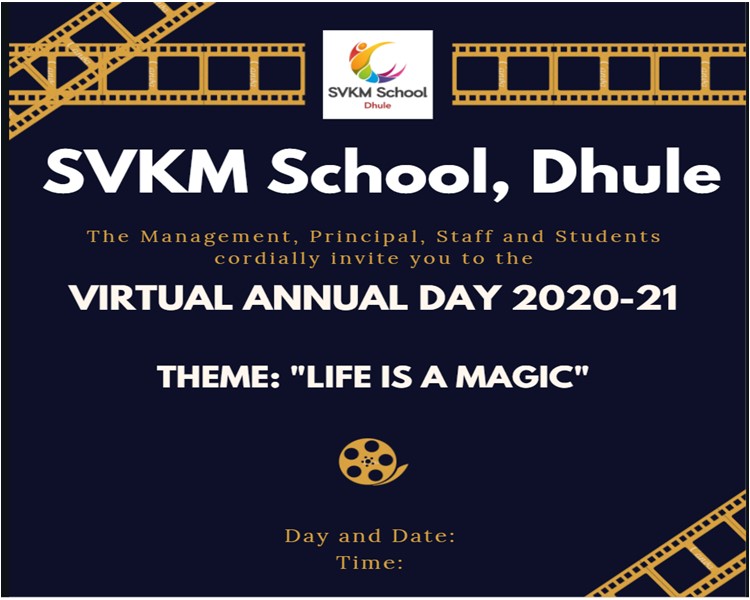 SVKM School
Dhule
SVKM School, Dhule
The Management, Principal, Staff and Students
cordially invite you to the
VIRTUAL ANNUAL DAY 2020-21
THEME: "LIFE IS A MAGIC"
Day and Date:
Time: